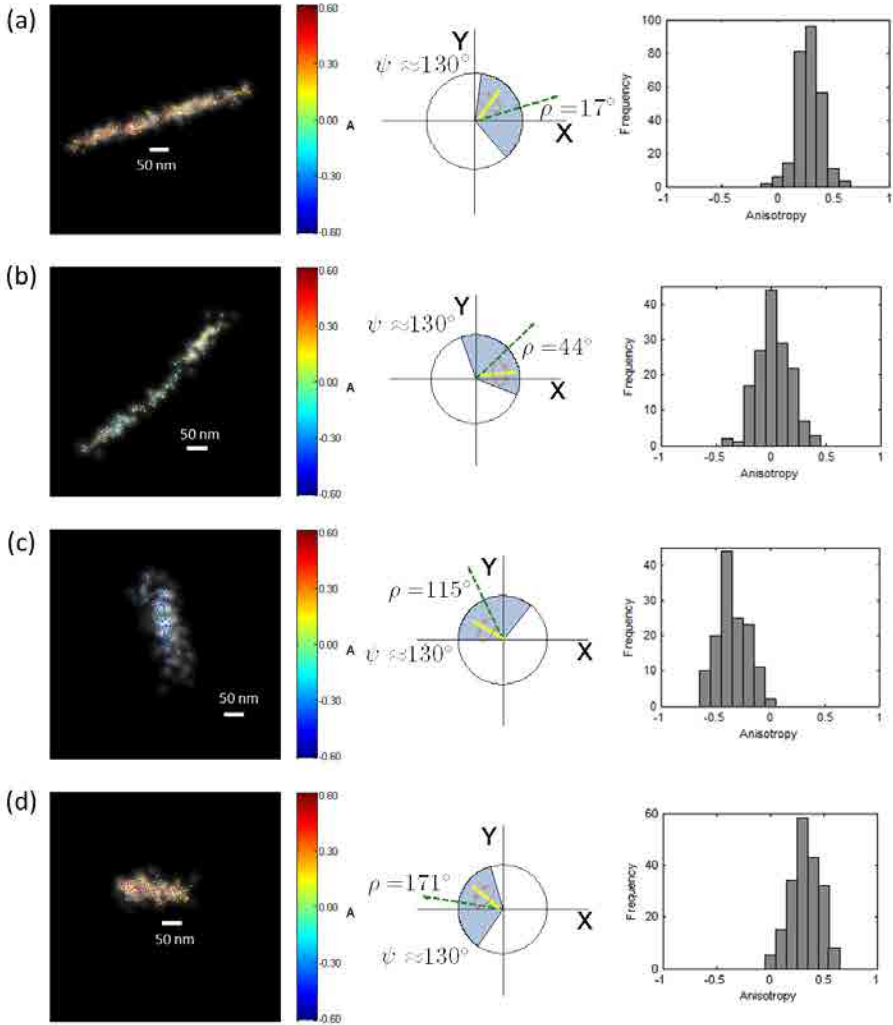 (a)
50 nm
0.60
0.30
0.00 A
-0.30
-0.60
Y
ψ ≈130°
ρ =17°
X
Frequency
100
80
60
40
20
0
-1 -0.5 0 0.5 1
Anisotropy
(b)
50 nm
0.60
0.30
0.00 A
-0.30
-0.60
Y
ψ ≈130°
ρ =44°
X
Frequency
40
30
20
10
0
-1 -0.5 0 0.5 1
Anisotropy
(c)
50 nm
0.60
0.30
0.00 A
-0.30
-0.60
Y
ρ =115°
ψ ≈130°
X
Frequency
40
30
20
10
0
-1 -0.5 0 0.5 1
Anisotropy
(d)
50 nm
0.60
0.30
0.00 A
-0.30
-0.60
Y
ρ =171°
X
ψ ≈130°
Frequency
60
40
20
0
-1 -0.5 0 0.5 1
Anisotropy